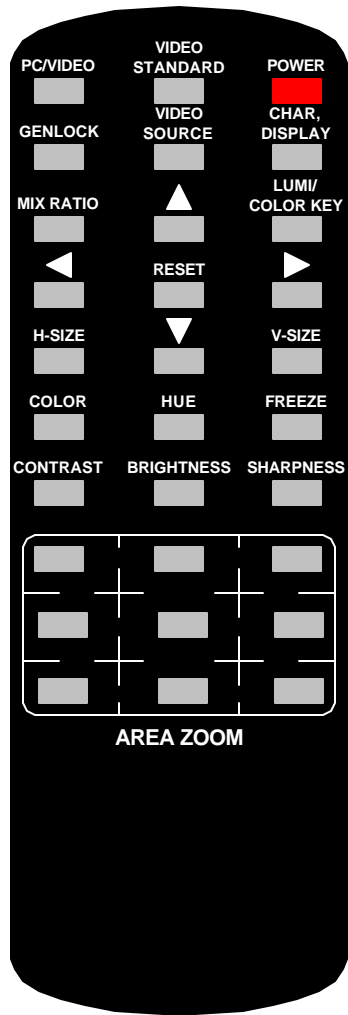 PC/VIDEO
VIDEO
STANDARD
POWER
GENLOCK
VIDEO
SOURCE
CHAR,
DISPLAY
MIX RATIO
LUMI/
COLOR KEY
RESET
H-SIZE
V-SIZE
COLOR
HUE
FREEZE
CONTRAST
BRIGHTNESS
SHARPNESS
AREA ZOOM